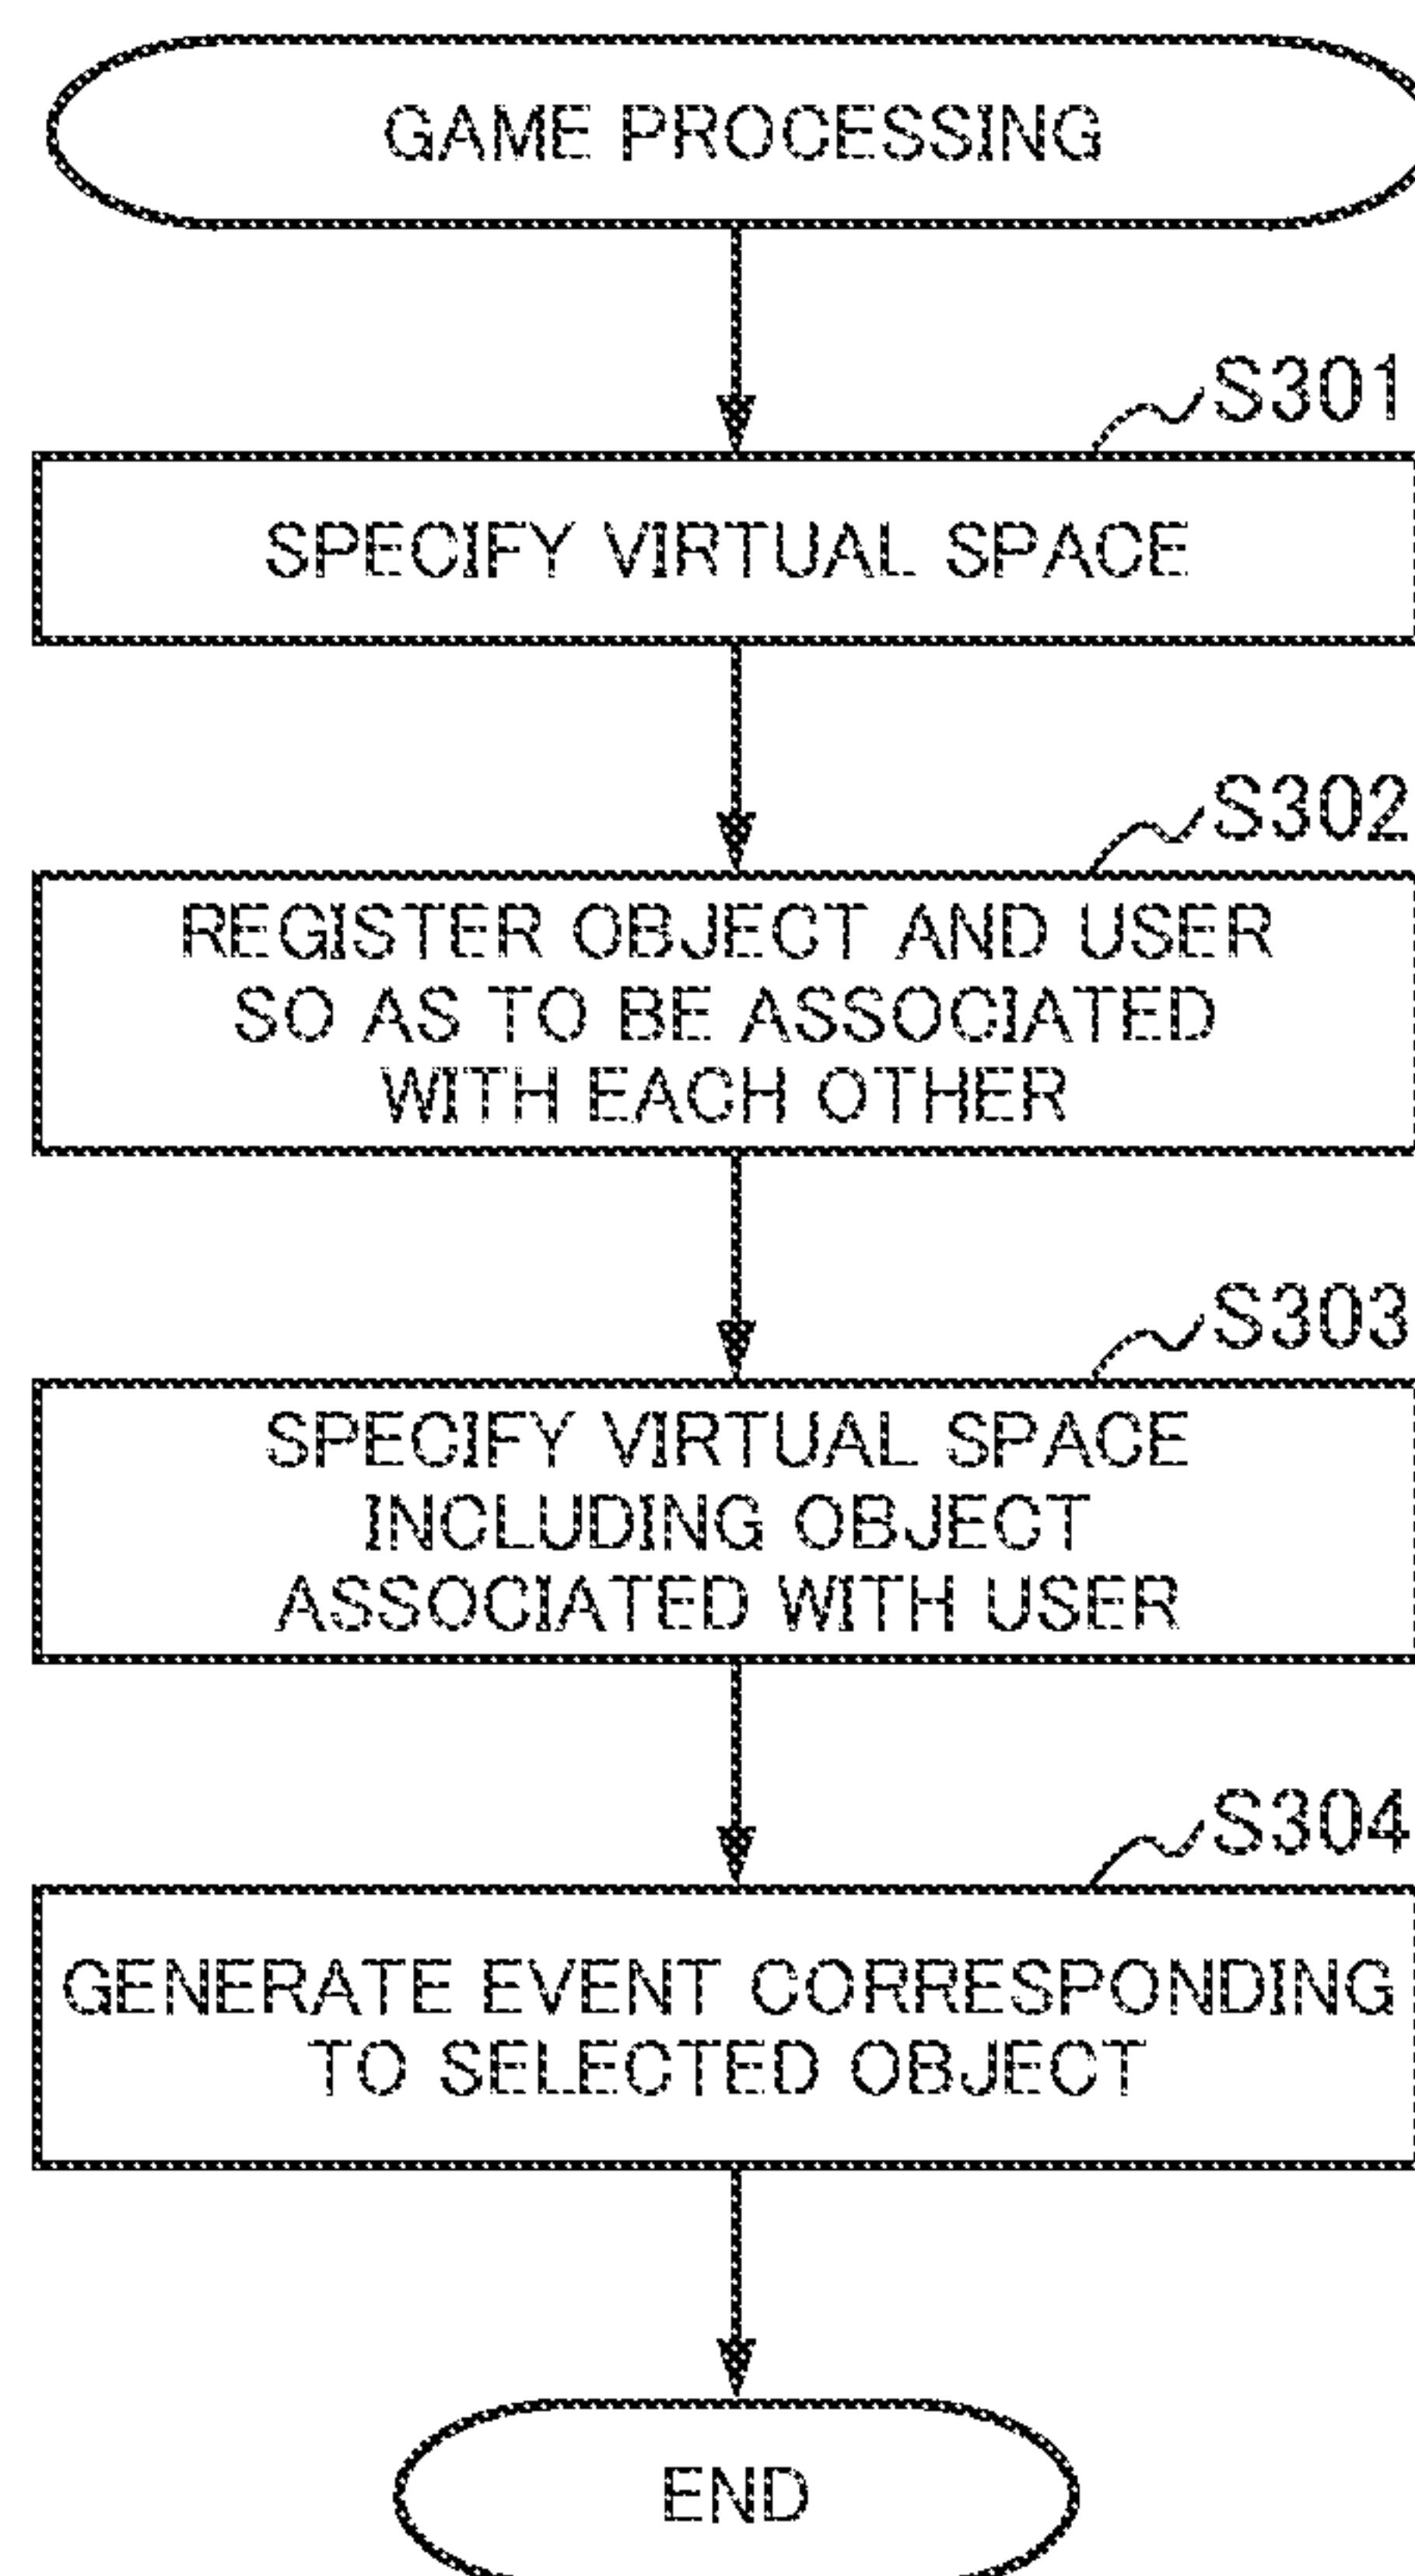 GAME PROCESSING
S301
SPECIFY VIRTUAL SPACE
S302
REGISTER OBJECT AND USER
SO AS TO BE ASSOCIATED
WITH EACH OTHER
S303
SPECIFY VIRTUAL SPACE
INCLUDING OBJECT
ASSOCIATED WITH USER
S304
GENERATE EVENT CORRESPONDING
TO SELECTED OBJECT
END